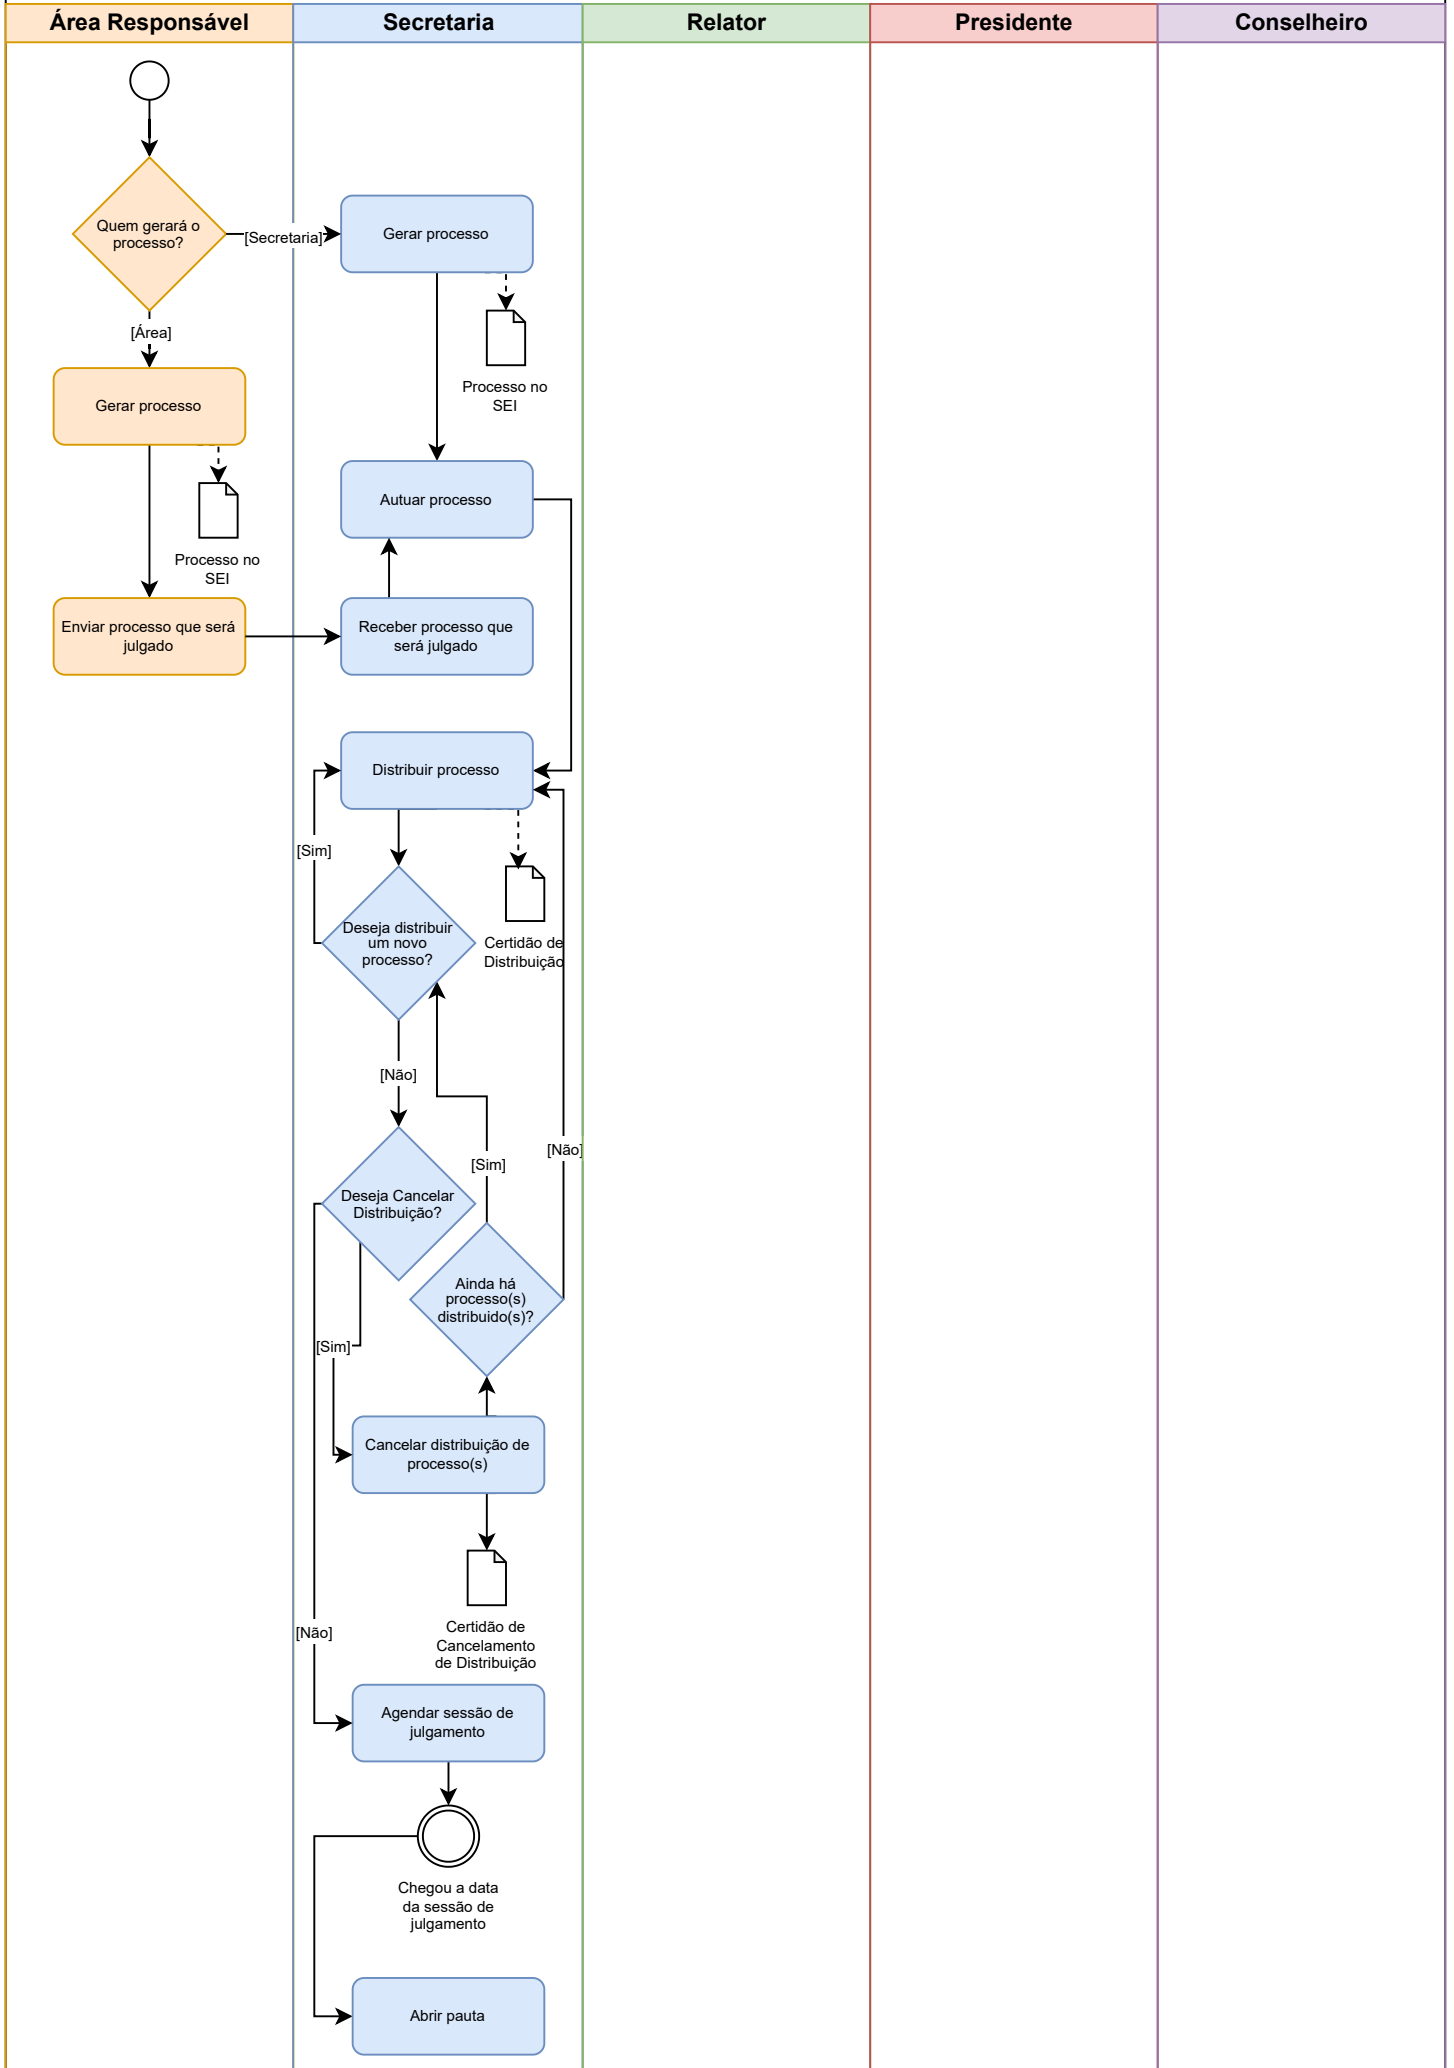 Área Responsável
Secretaria
Relator
Presidente
Conselheiro
Quem gerará o
processo?
[Secretaria]
Gerar processo
[Área]
Processo no
SEI
Gerar processo
Autuar processo
Processo no
SEI
Enviar processo que será
julgado
Receber processo que
será julgado
Distribuir processo
[Sim]
Deseja distribuir
um novo
processo?
Certidão de
Distribuição
[Não]
[Não]
[Sim]
Deseja Cancelar
Distribuição?
Ainda há
processo(s)
distribuido(s)?
[Sim]
Cancelar distribuição de
processo(s)
Certidão de
Cancelamento
de Distribuição
[Não]
Agendar sessão de
julgamento
Chegou a data
da sessão de
julgamento
Abrir pauta